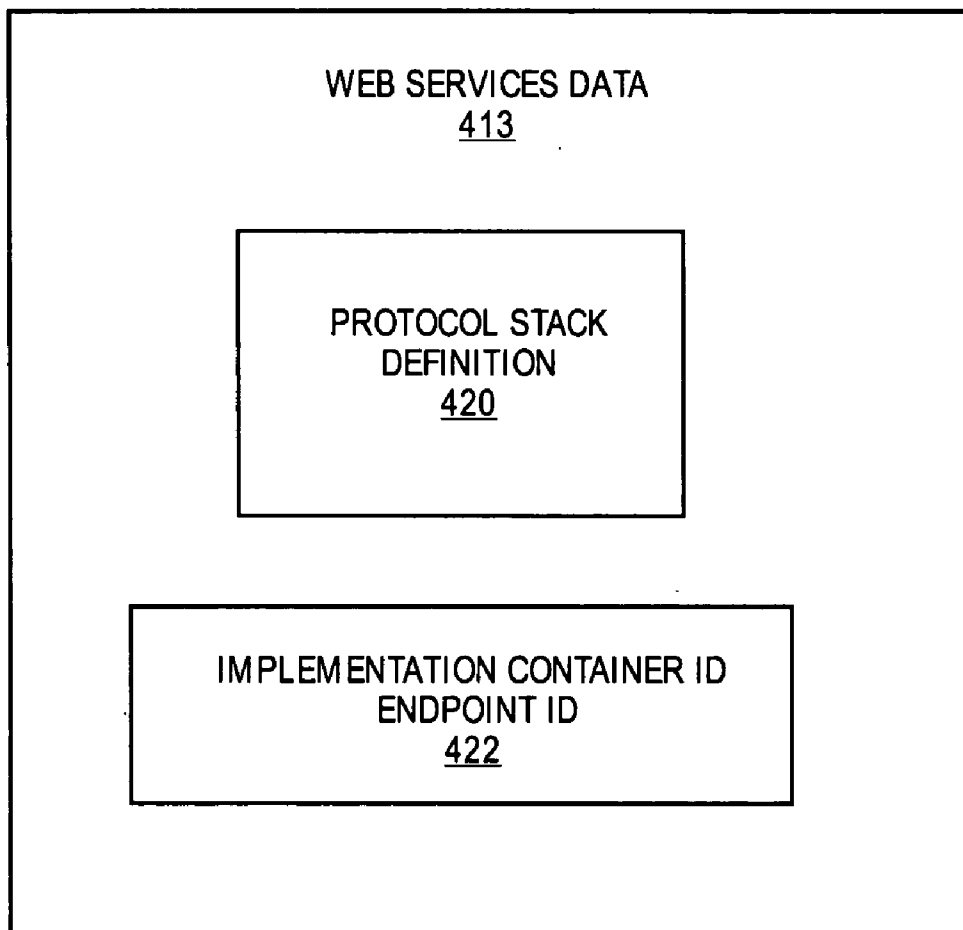 WEB SERVICES DATA
413
PROTOCOL STACK
DEFINITION
420
IMPLEMENTATION CONTAINER ID
ENDPOINT ID
422